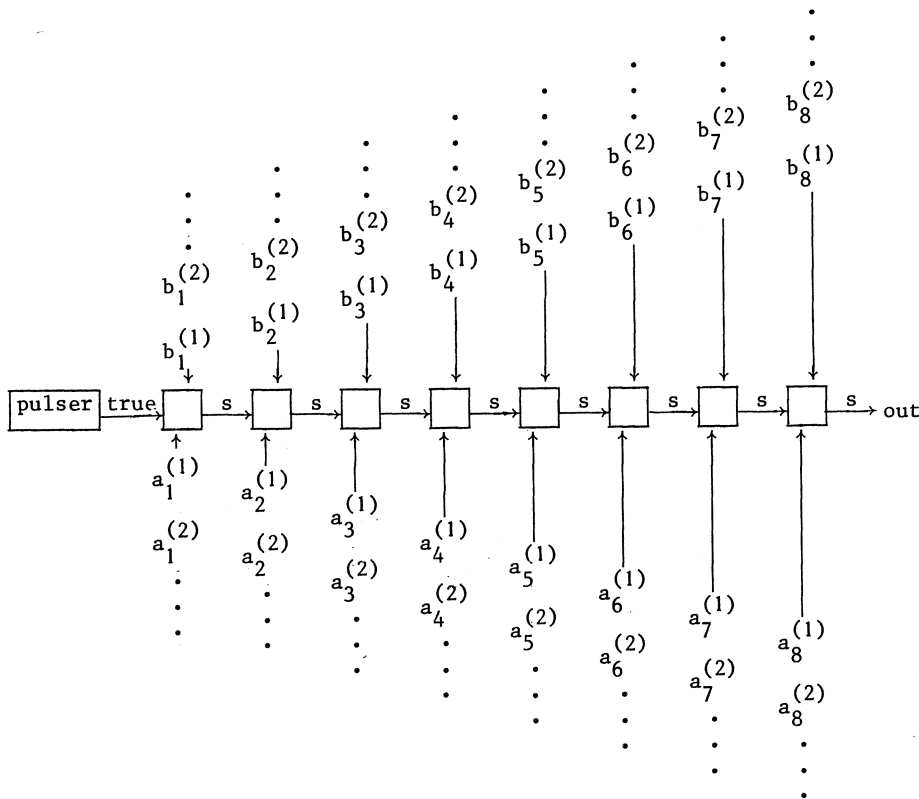 b_8^{(2)}
b_7^{(2)}
b_6^{(2)}
b_8^{(1)}
b_5^{(2)}
b_7^{(1)}
b_4^{(2)}
b_6^{(1)}
b_3^{(2)}
b_5^{(1)}
b_2^{(2)}
b_4^{(1)}
b_1^{(2)}
b_3^{(1)}
b_2^{(1)}
b_1^{(1)}
pulser true s s s s s s s s out
a_1^{(1)}
a_2^{(1)}
a_3^{(1)}
a_1^{(2)}
a_4^{(1)}
a_2^{(2)}
a_5^{(1)}
a_3^{(2)}
a_6^{(1)}
a_4^{(2)}
a_7^{(1)}
a_5^{(2)}
a_8^{(1)}
a_6^{(2)}
a_7^{(2)}
a_8^{(2)}